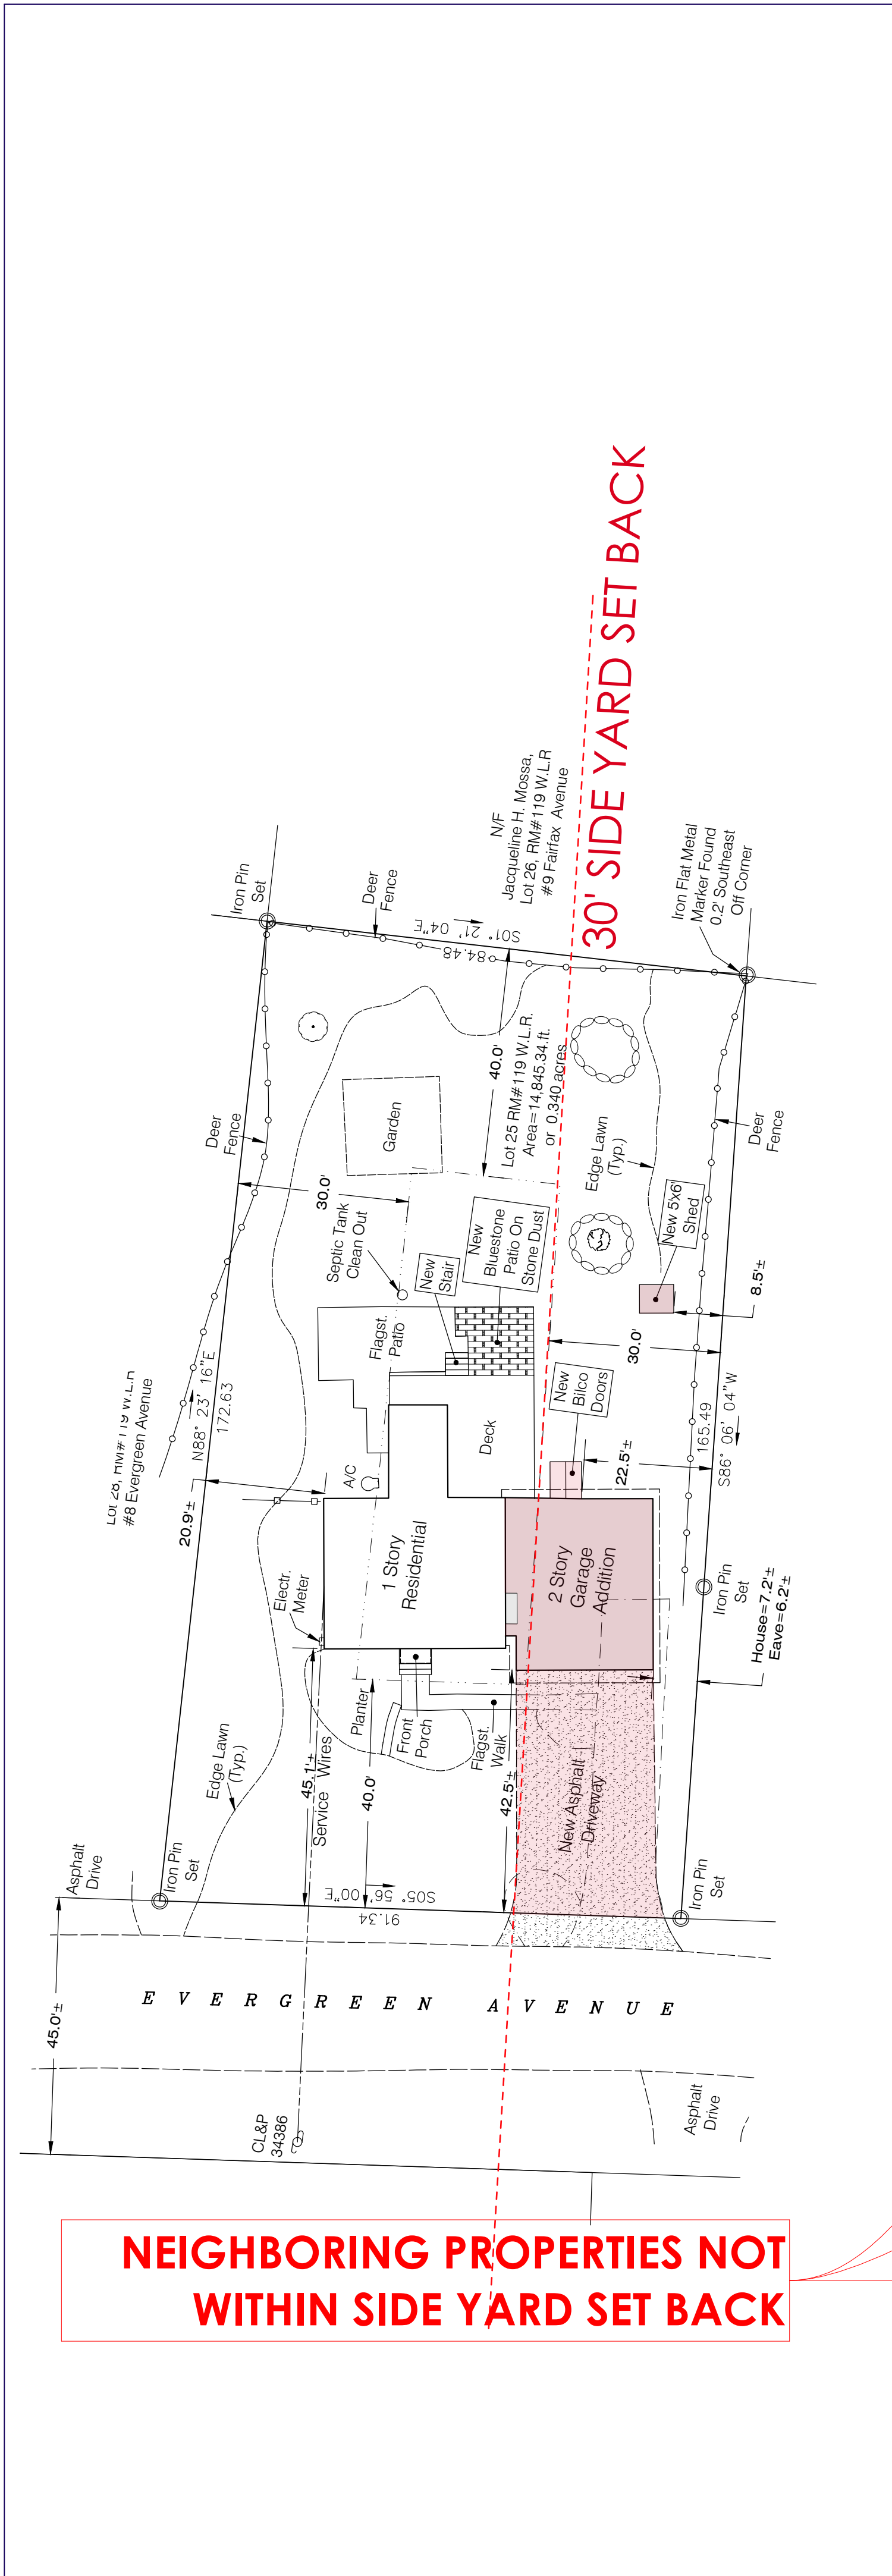 30' SIDE YARD SET BACK
N/F
Jacqueline H. Mossa,
Lot 26, RM#119 W.L.R
#9 Fairfax Avenue
Iron Flat Metal
Marker Found
0.2' Southeast
Off Corner
Iron Pin
Set
Deer
Fence
S01° 21' 04"E
84.48
40.0'
Lot 25 RM#119 W.L.R.
Area=14,845.34.ft.
or 0.340 acres
Garden
Deer
Fence
30.0'
Septic Tank
Clean Out
New
Stair
New
Bluestone
Patio On
Stone Dust
Edge Lawn
(Typ.)
New 5x6'
Shed
Deer
Fence
8.5'±
30.0'
Flagst.
Patio
#8 Evergreen Avenue
N88° 23' 16"E
172.63
20.9'±
A/C
Deck
New
Bilco
Doors
22.5'±
165.49
S86° 06' 04"W
Electr.
Meter
1 Story
Residential
2 Story
Garage
Addition
Iron Pin
Set
House=7.2'±
Eave=6.2'±
Edge Lawn
(Typ.)
45.1'±
Service Wires
Planter
40.0'
Front
Porch
Flagst.
Walk
42.5'±
New Asphalt
Driveway
Asphalt
Drive
Iron Pin
Set
S05° 56' 00"E
91.34
Iron Pin
Set
45.0'±
EVERGREEN AVENUE
CL&P
34386
Asphalt
Drive
NEIGHBORING PROPERTIES NOT
WITHIN SIDE YARD SET BACK